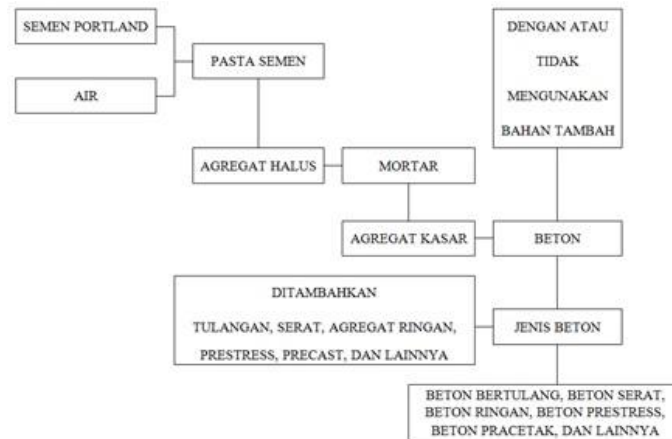 SEMEN PORTLAND
AIR
PASTA SEMEN
DENGAN ATAU
TIDAK
MENGUNAKAN
BAHAN TAMBAH
AGREGAT HALUS
MORTAR
AGREGAT KASAR
BETON
DITAMBAHKAN
TULANGAN, SERAT, AGREGAT RINGAN,
PRESTRESS, PRECAST, DAN LAINNYA
JENIS BETON
BETON BERTULANG, BETON SERAT,
BETON RINGAN, BETON PRESTRESS,
BETON PRACETAK, DAN LAINNYA